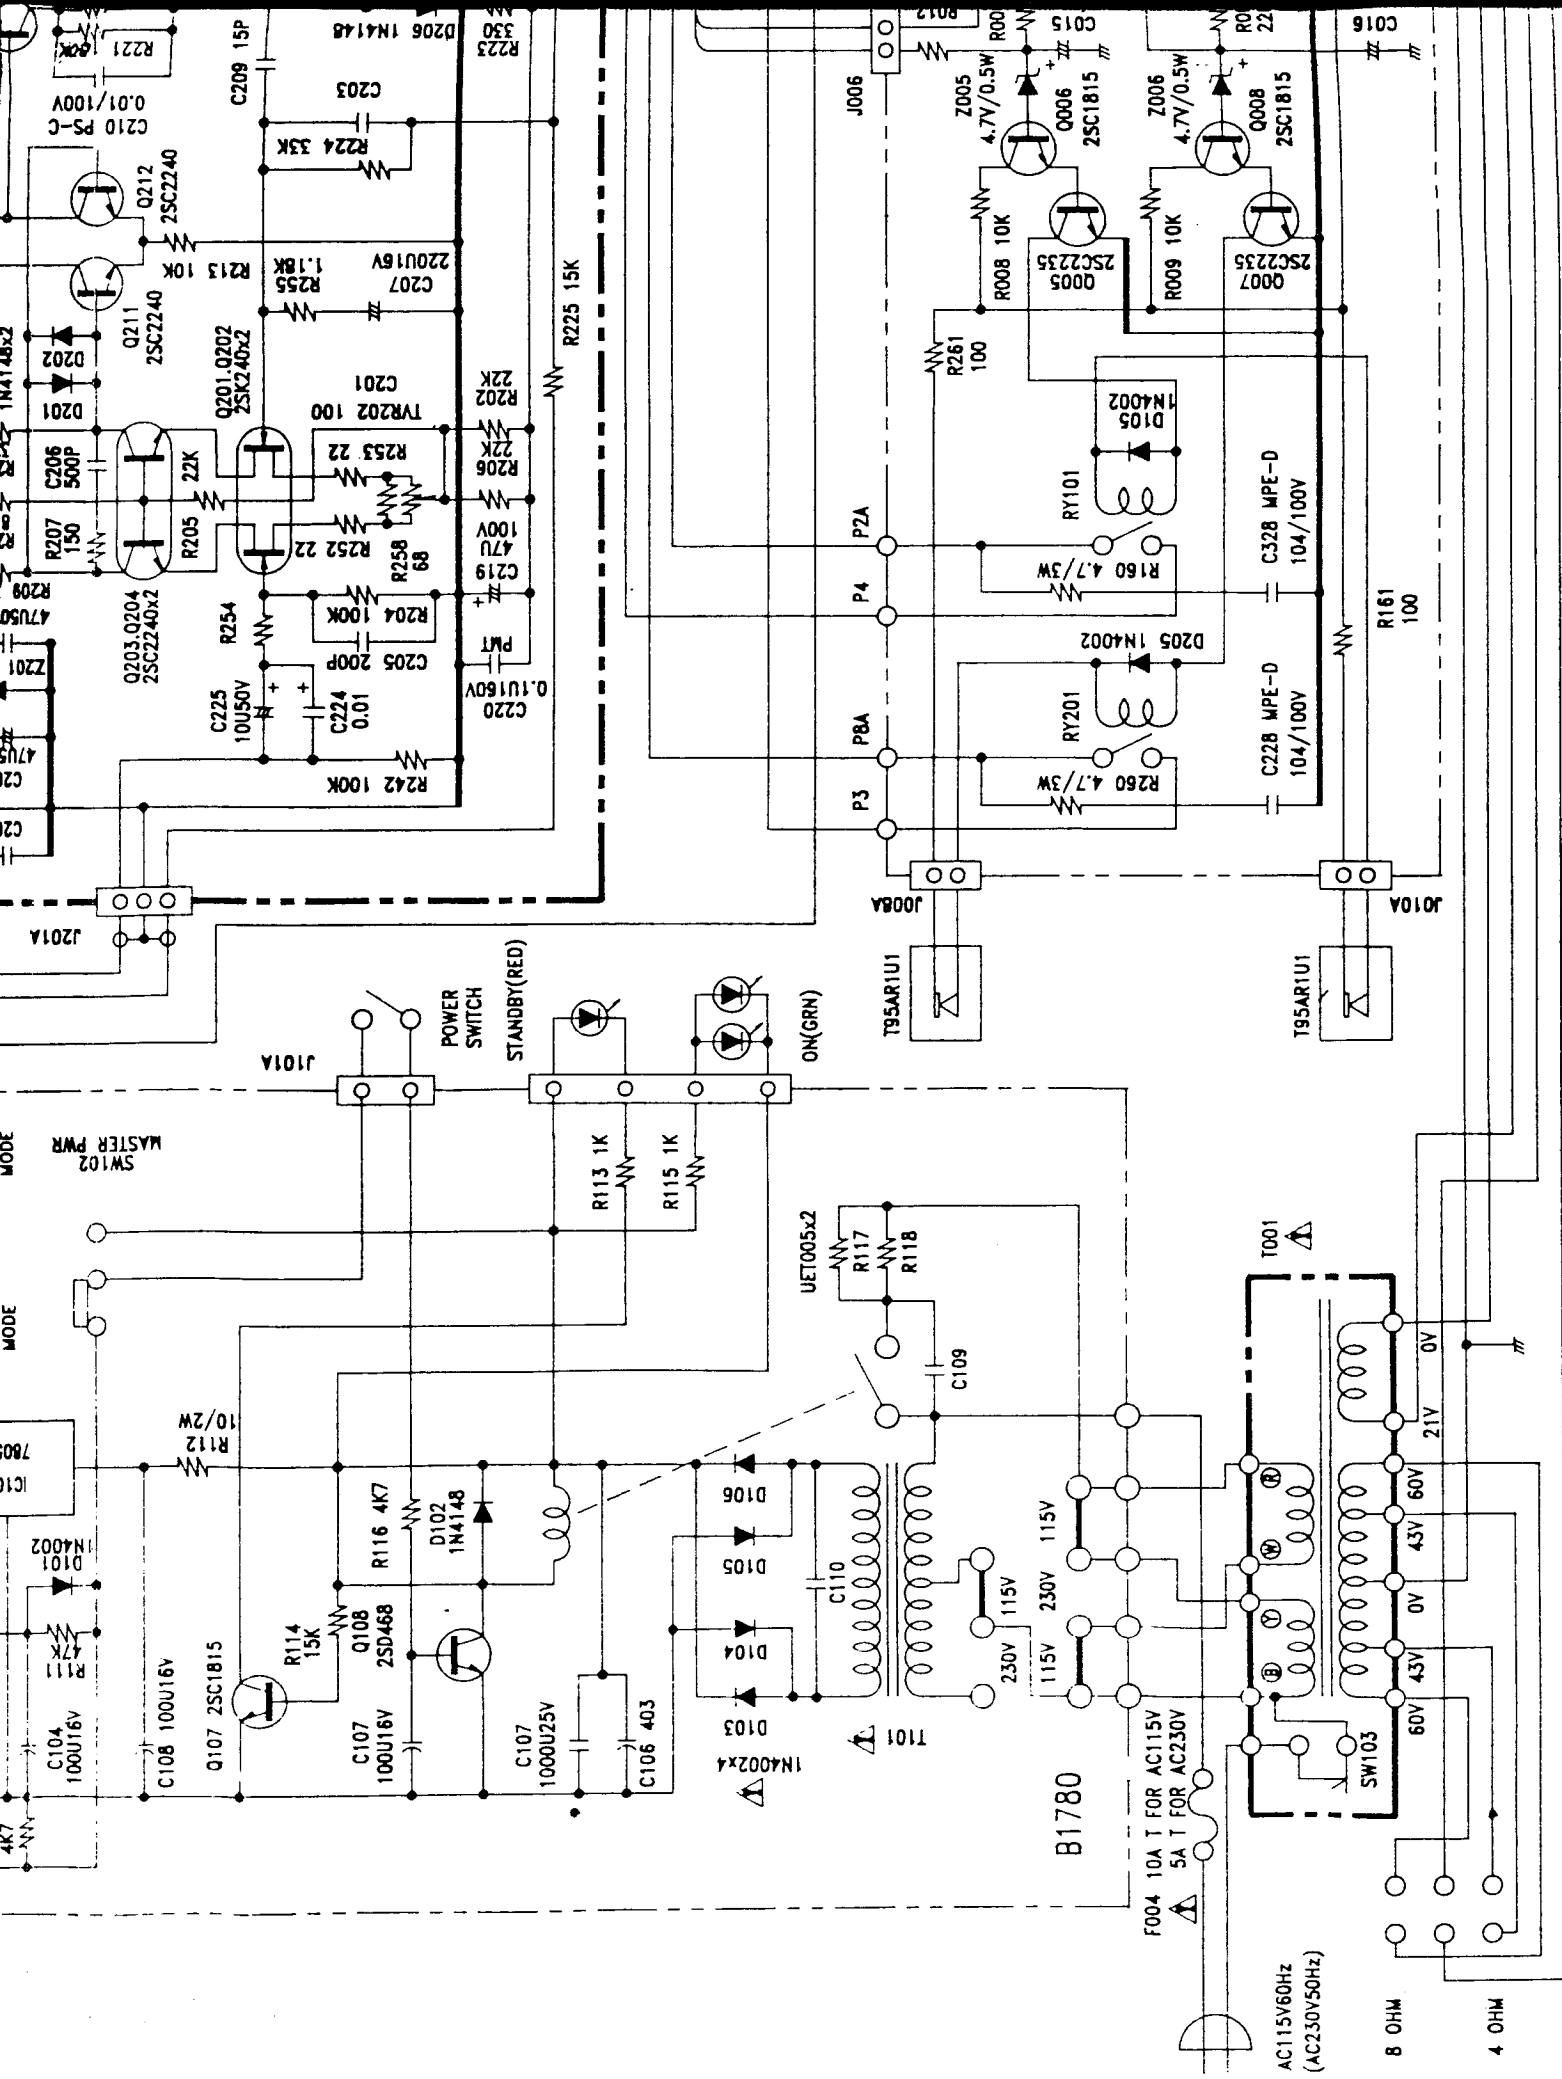 R221
80K
C210 PS-C
0.01/100V
C209 15P
D206 1N4148
R223
330
C203
R224 33K
Q212
2SC2240
R213 10K
R255
1.18K
C207
220U16V
Q211
2SC2240
D202
D201
1N4148x2
Q201.Q202
2SK240x2
C201
TVR202 100
R202
22K
R225 15K
R253 22
R206
22K
C206
500P
22K
R205
R207
150
R252 22
R258
68
C219
47U
100V
Q203.Q204
2SC2240x2
R209
R254
R204
100K
C205 200P
PMT
C220
0.1U160V
Z201
C225
10U50V
C224
0.01
R242 100K
J201A
J006
R012
C015
C016
Z005
4.7V/0.5W
Q006
2SC1815
Z006
4.7V/0.5W
Q008
2SC1815
R008 10K
Q005
2SC2235
R009 10K
Q007
2SC2235
R261
100
D105
1N4002
RY101
P2A
R160 4.7/3W
C328 MPE-D
104/100V
P4
R161
100
D205 1N4002
RY201
P8A
R260 4.7/3W
C228 MPE-D
104/100V
P3
J008A
J010A
T95AR1U1
T95AR1U1
POWER
SWITCH
STANDBY(RED)
ON(GRN)
J101A
MODE
SW102
MASTER PWR
MODE
R113 1K
R115 1K
UET005x2
R117
R118
C109
T001
R112
10/2W
D101
1N4002
R111
47K
R116 4K7
D102
1N4148
R114
15K
Q108
2SD468
Q107 2SC1815
C104
100U16V
C108 100U16V
4K7
C107
100U16V
C107
1000U25V
C106 403
D106
D105
D104
D103
1N4002x4
C110
T101
115V
230V
115V
230V
115V
R
W
Y
B
0V
21V
60V
43V
0V
43V
60V
SW103
B1780
F004 10A T FOR AC115V
5A T FOR AC230V
AC115V60Hz
(AC230V50Hz)
8 OHM
4 OHM